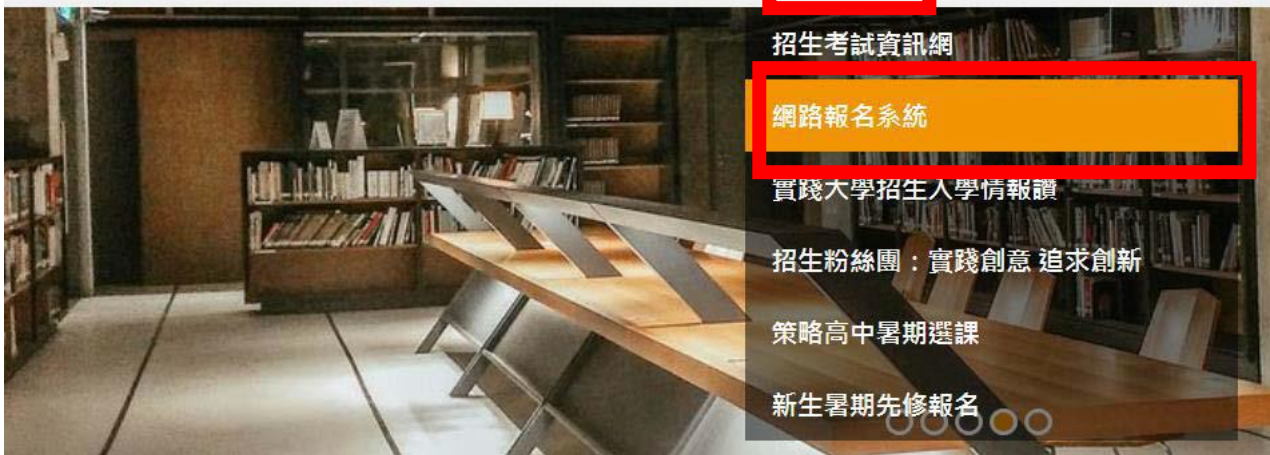 招生考試資訊網
網路報名系統
實踐大學招生入學情報讚
招生粉絲團：實踐創意 追求創新
策略高中暑期選課
新生暑期先修報名